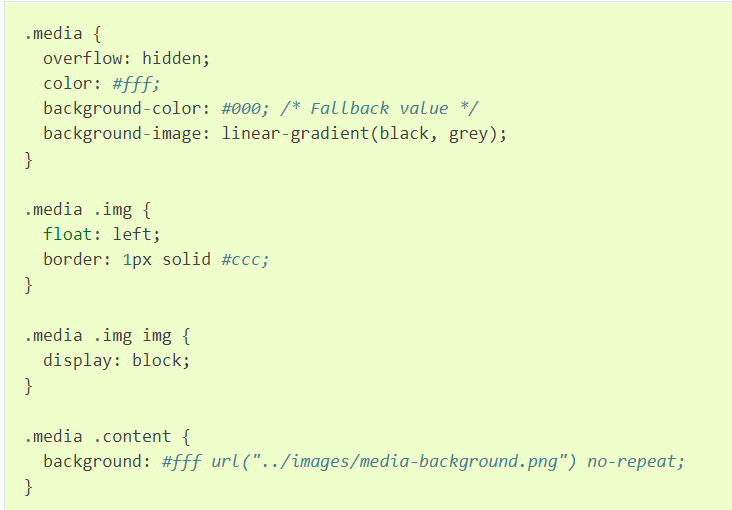 .media {
  overflow: hidden;
  color: #fff;
  background-color: #000; /* Fallback value */
  background-image: linear-gradient(black, grey);
}

.media .img {
  float: left;
  border: 1px solid #ccc;
}

.media .img img {
  display: block;
}

.media .content {
  background: #fff url("../images/media-background.png") no-repeat;
}